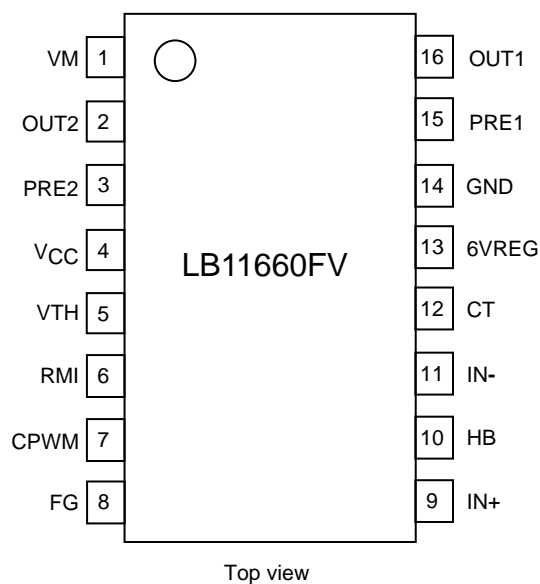 VM 1 16 OUT1
OUT2 2 15 PRE1
PRE2 3 14 GND
VCC 4 13 6VREG
LB11660FV
VTH 5 12 CT
RMI 6 11 IN-
CPWM 7 10 HB
FG 8 9 IN+
Top view